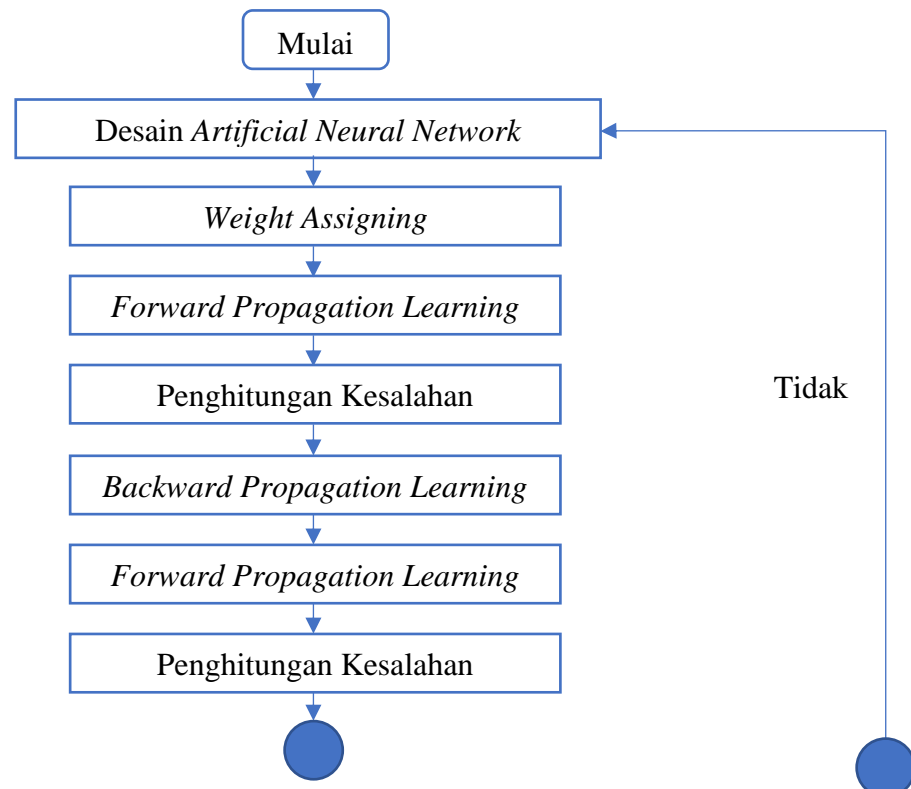 Mulai
Desain Artificial Neural Network
Weight Assigning
Forward Propagation Learning
Penghitungan Kesalahan
Tidak
Backward Propagation Learning
Forward Propagation Learning
Penghitungan Kesalahan